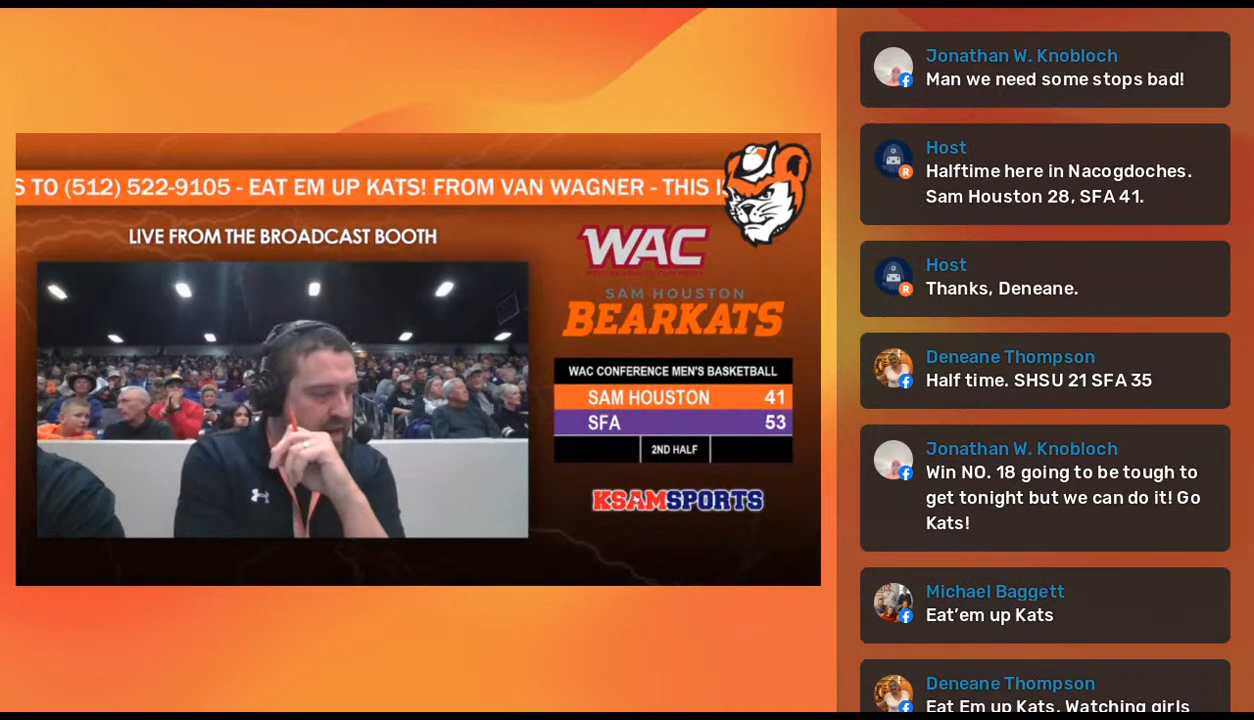 S TO (512) 522-9105 - EAT EM UP KATS! FROM VAN WAGNER - THIS I
LIVE FROM THE BROADCAST BOOTH
WAC
SAM HOUSTON
BEARKATS
WAC CONFERENCE MEN'S BASKETBALL
SAM HOUSTON 41
SFA 53
2ND HALF
KSAMSPORTS
Jonathan W. Knobloch
Man we need some stops bad!
Host
Halftime here in Nacogdoches.
Sam Houston 28, SFA 41.
Host
Thanks, Deneane.
Deneane Thompson
Half time. SHSU 21 SFA 35
Jonathan W. Knobloch
Win NO. 18 going to be tough to
get tonight but we can do it! Go
Kats!
Michael Baggett
Eat’em up Kats
Deneane Thompson
Eat Em up Kats. Watching girls